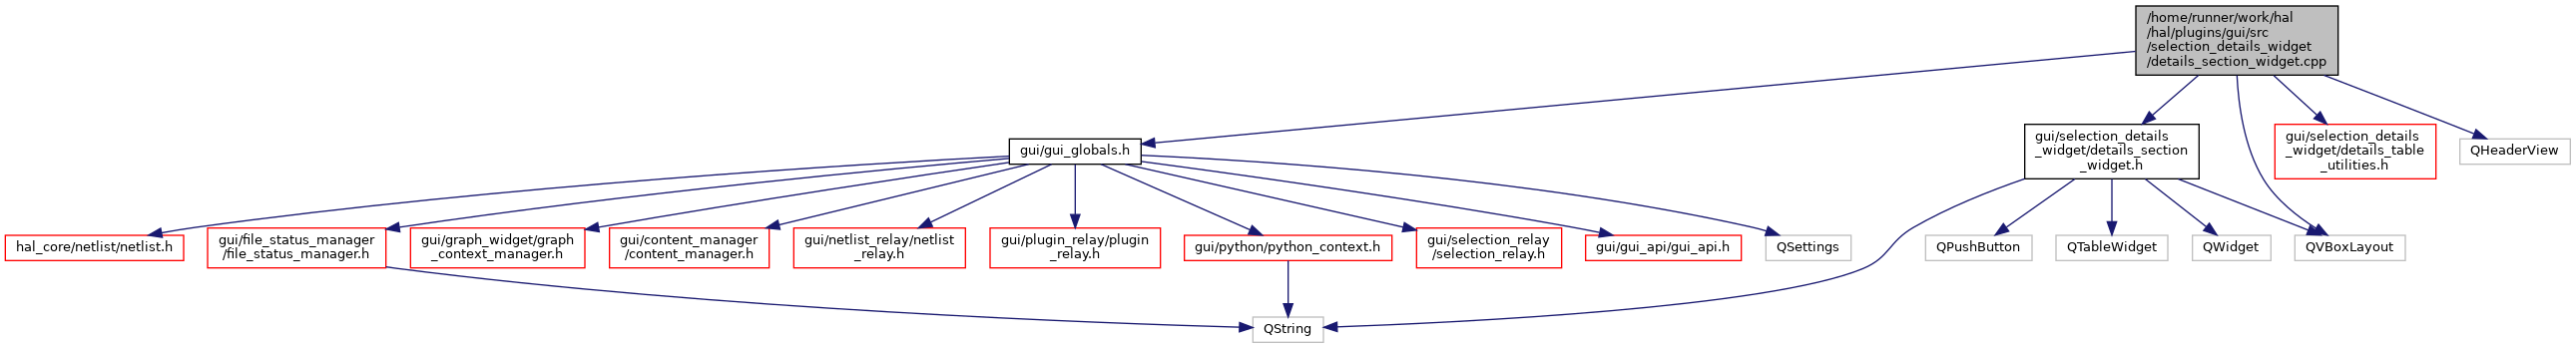 /home/runner/work/hal
/hal/plugins/gui/src
/selection_details_widget
/details_section_widget.cpp
gui/gui_globals.h
gui/selection_details
_widget/details_section
_widget.h
gui/selection_details
_widget/details_table
_utilities.h
QHeaderView
hal_core/netlist/netlist.h
gui/file_status_manager
/file_status_manager.h
gui/graph_widget/graph
_context_manager.h
gui/content_manager
/content_manager.h
gui/netlist_relay/netlist
_relay.h
gui/plugin_relay/plugin
_relay.h
gui/python/python_context.h
gui/selection_relay
/selection_relay.h
gui/gui_api/gui_api.h
QSettings
QPushButton
QTableWidget
QWidget
QVBoxLayout
QString